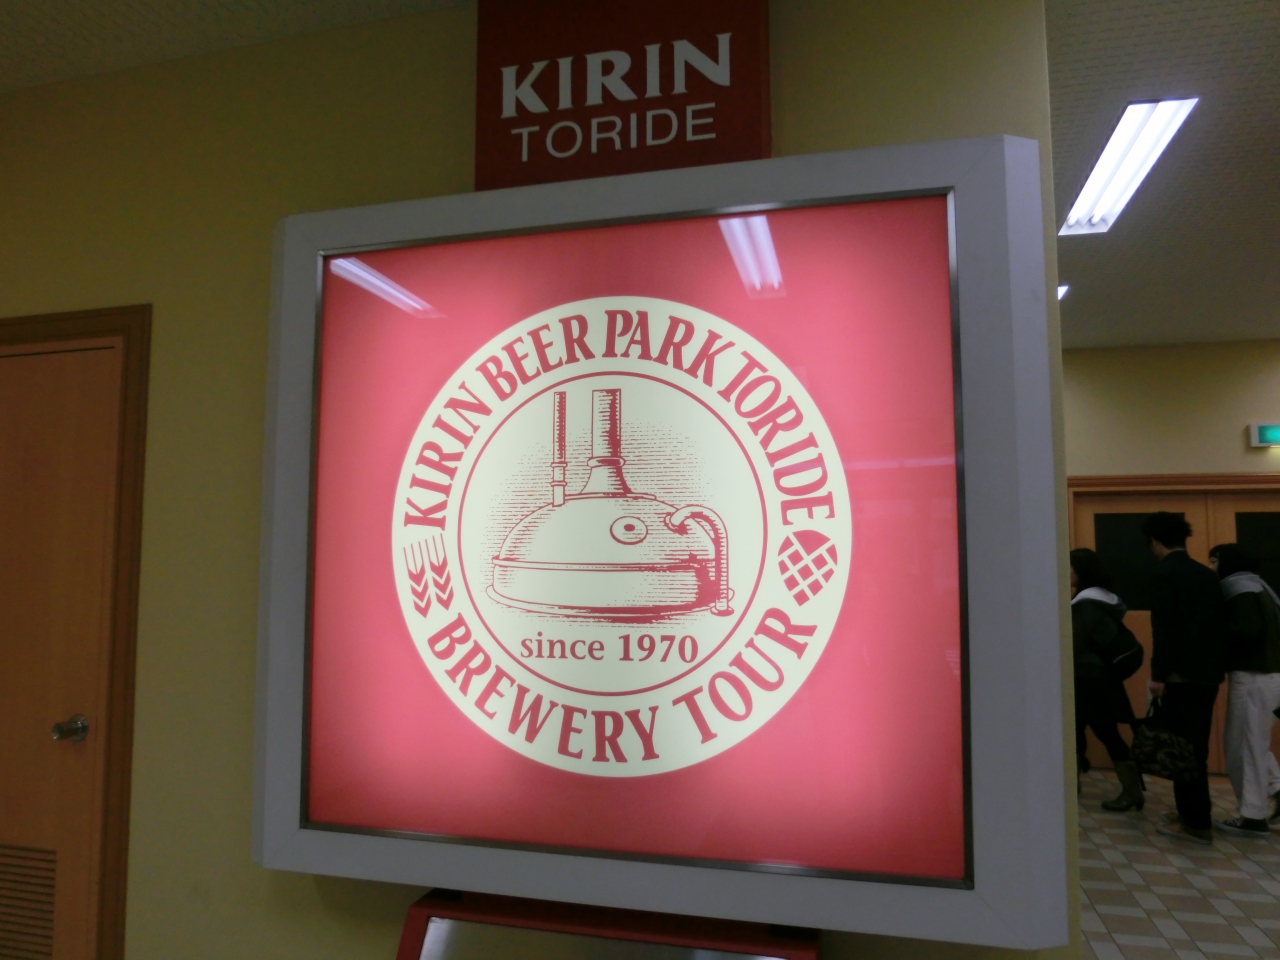 KIRIN
TORIDE
KIRIN BEER PARK TORIDE
since 1970
BREWERY TOUR